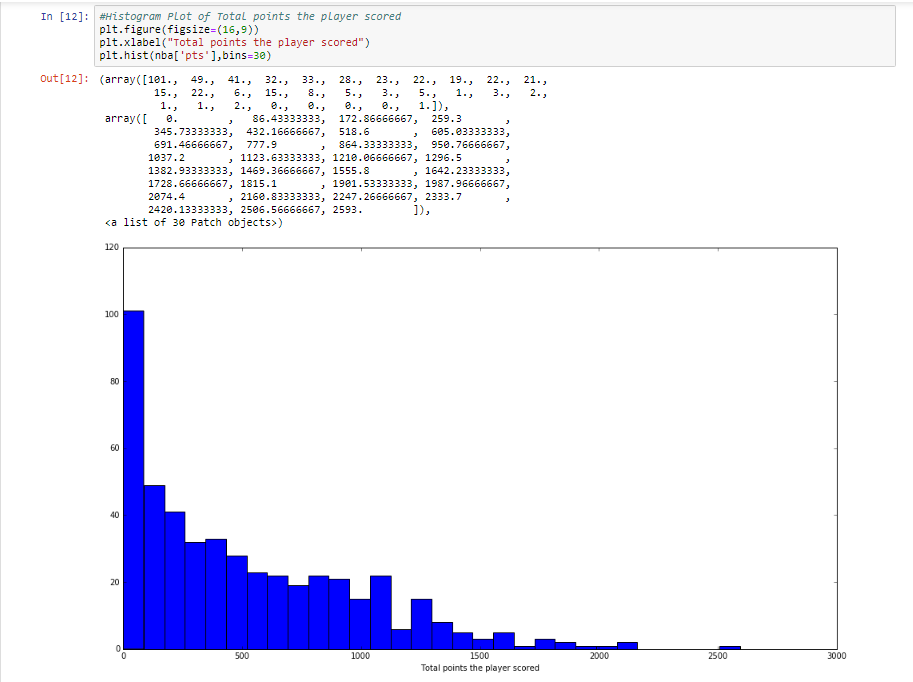 In [12]: #Histogram Plot of Total points the player scored
plt.figure(figsize=(16,9))
plt.xlabel("Total points the player scored")
plt.hist(nba['pts'],bins=30)
Out[12]: (array([101., 49., 41., 32., 33., 28., 23., 22., 19., 22., 21.,
15., 22., 6., 15., 8., 5., 3., 5., 1., 3., 2.,
1., 1., 2., 0., 0., 0., 0., 1.]),
array([ 0. , 86.43333333, 172.86666667, 259.3 ,
345.73333333, 432.16666667, 518.6 , 605.03333333,
691.46666667, 777.9 , 864.33333333, 950.76666667,
1037.2 , 1123.63333333, 1210.06666667, 1296.5 ,
1382.93333333, 1469.36666667, 1555.8 , 1642.23333333,
1728.66666667, 1815.1 , 1901.53333333, 1987.96666667,
2074.4 , 2160.83333333, 2247.26666667, 2333.7 ,
2420.13333333, 2506.56666667, 2593. ]),
<a list of 30 Patch objects>)
120
100
80
60
40
20
0
0 500 1000 1500 2000 2500 3000
Total points the player scored